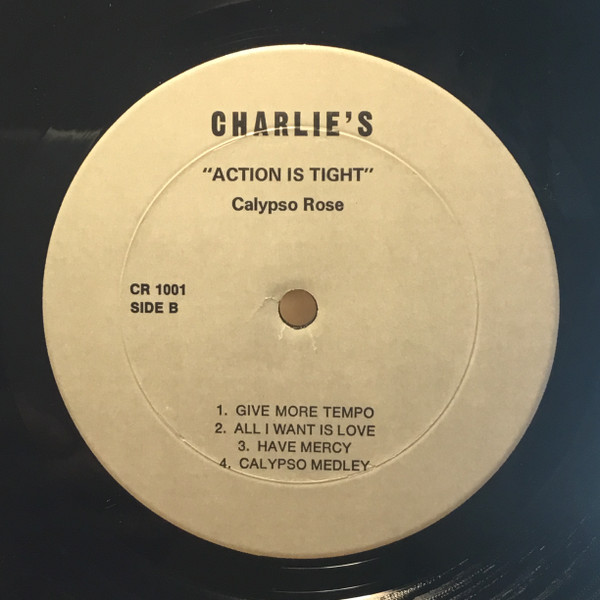 CHARLIE'S
"ACTION IS TIGHT"
Calypso Rose
CR 1001
SIDE B
1. GIVE MORE TEMPO
2. ALL I WANT IS LOVE
3. HAVE MERCY
4. CALYPSO MEDLEY